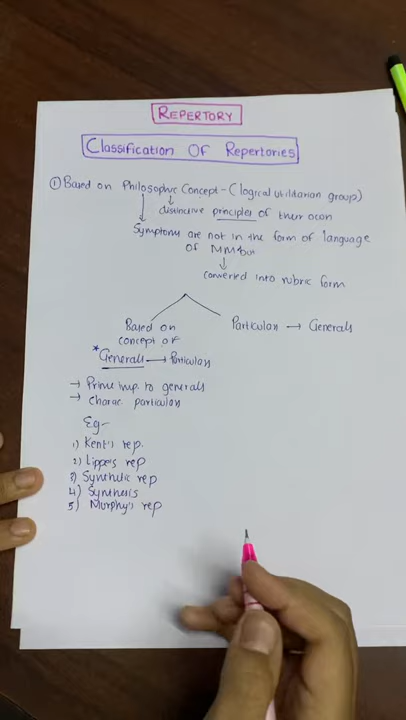 REPERTORY
Classification Of Repertories
① Based on Philosophic Concept - (logical utilitarian group)
↓ distinctive principles of their own
Symptoms are not in the form of language
of MM but
↓
converted into rubric form
Based on
concept of
* Generals → Particulars
Particulars → Generals
→ Prime imp. to generals
→ Charac. particulars
Eg-
1) Kent's rep.
2) Lippe's rep
3) Synthetic rep
4) Synthesis
5) Murphy's rep